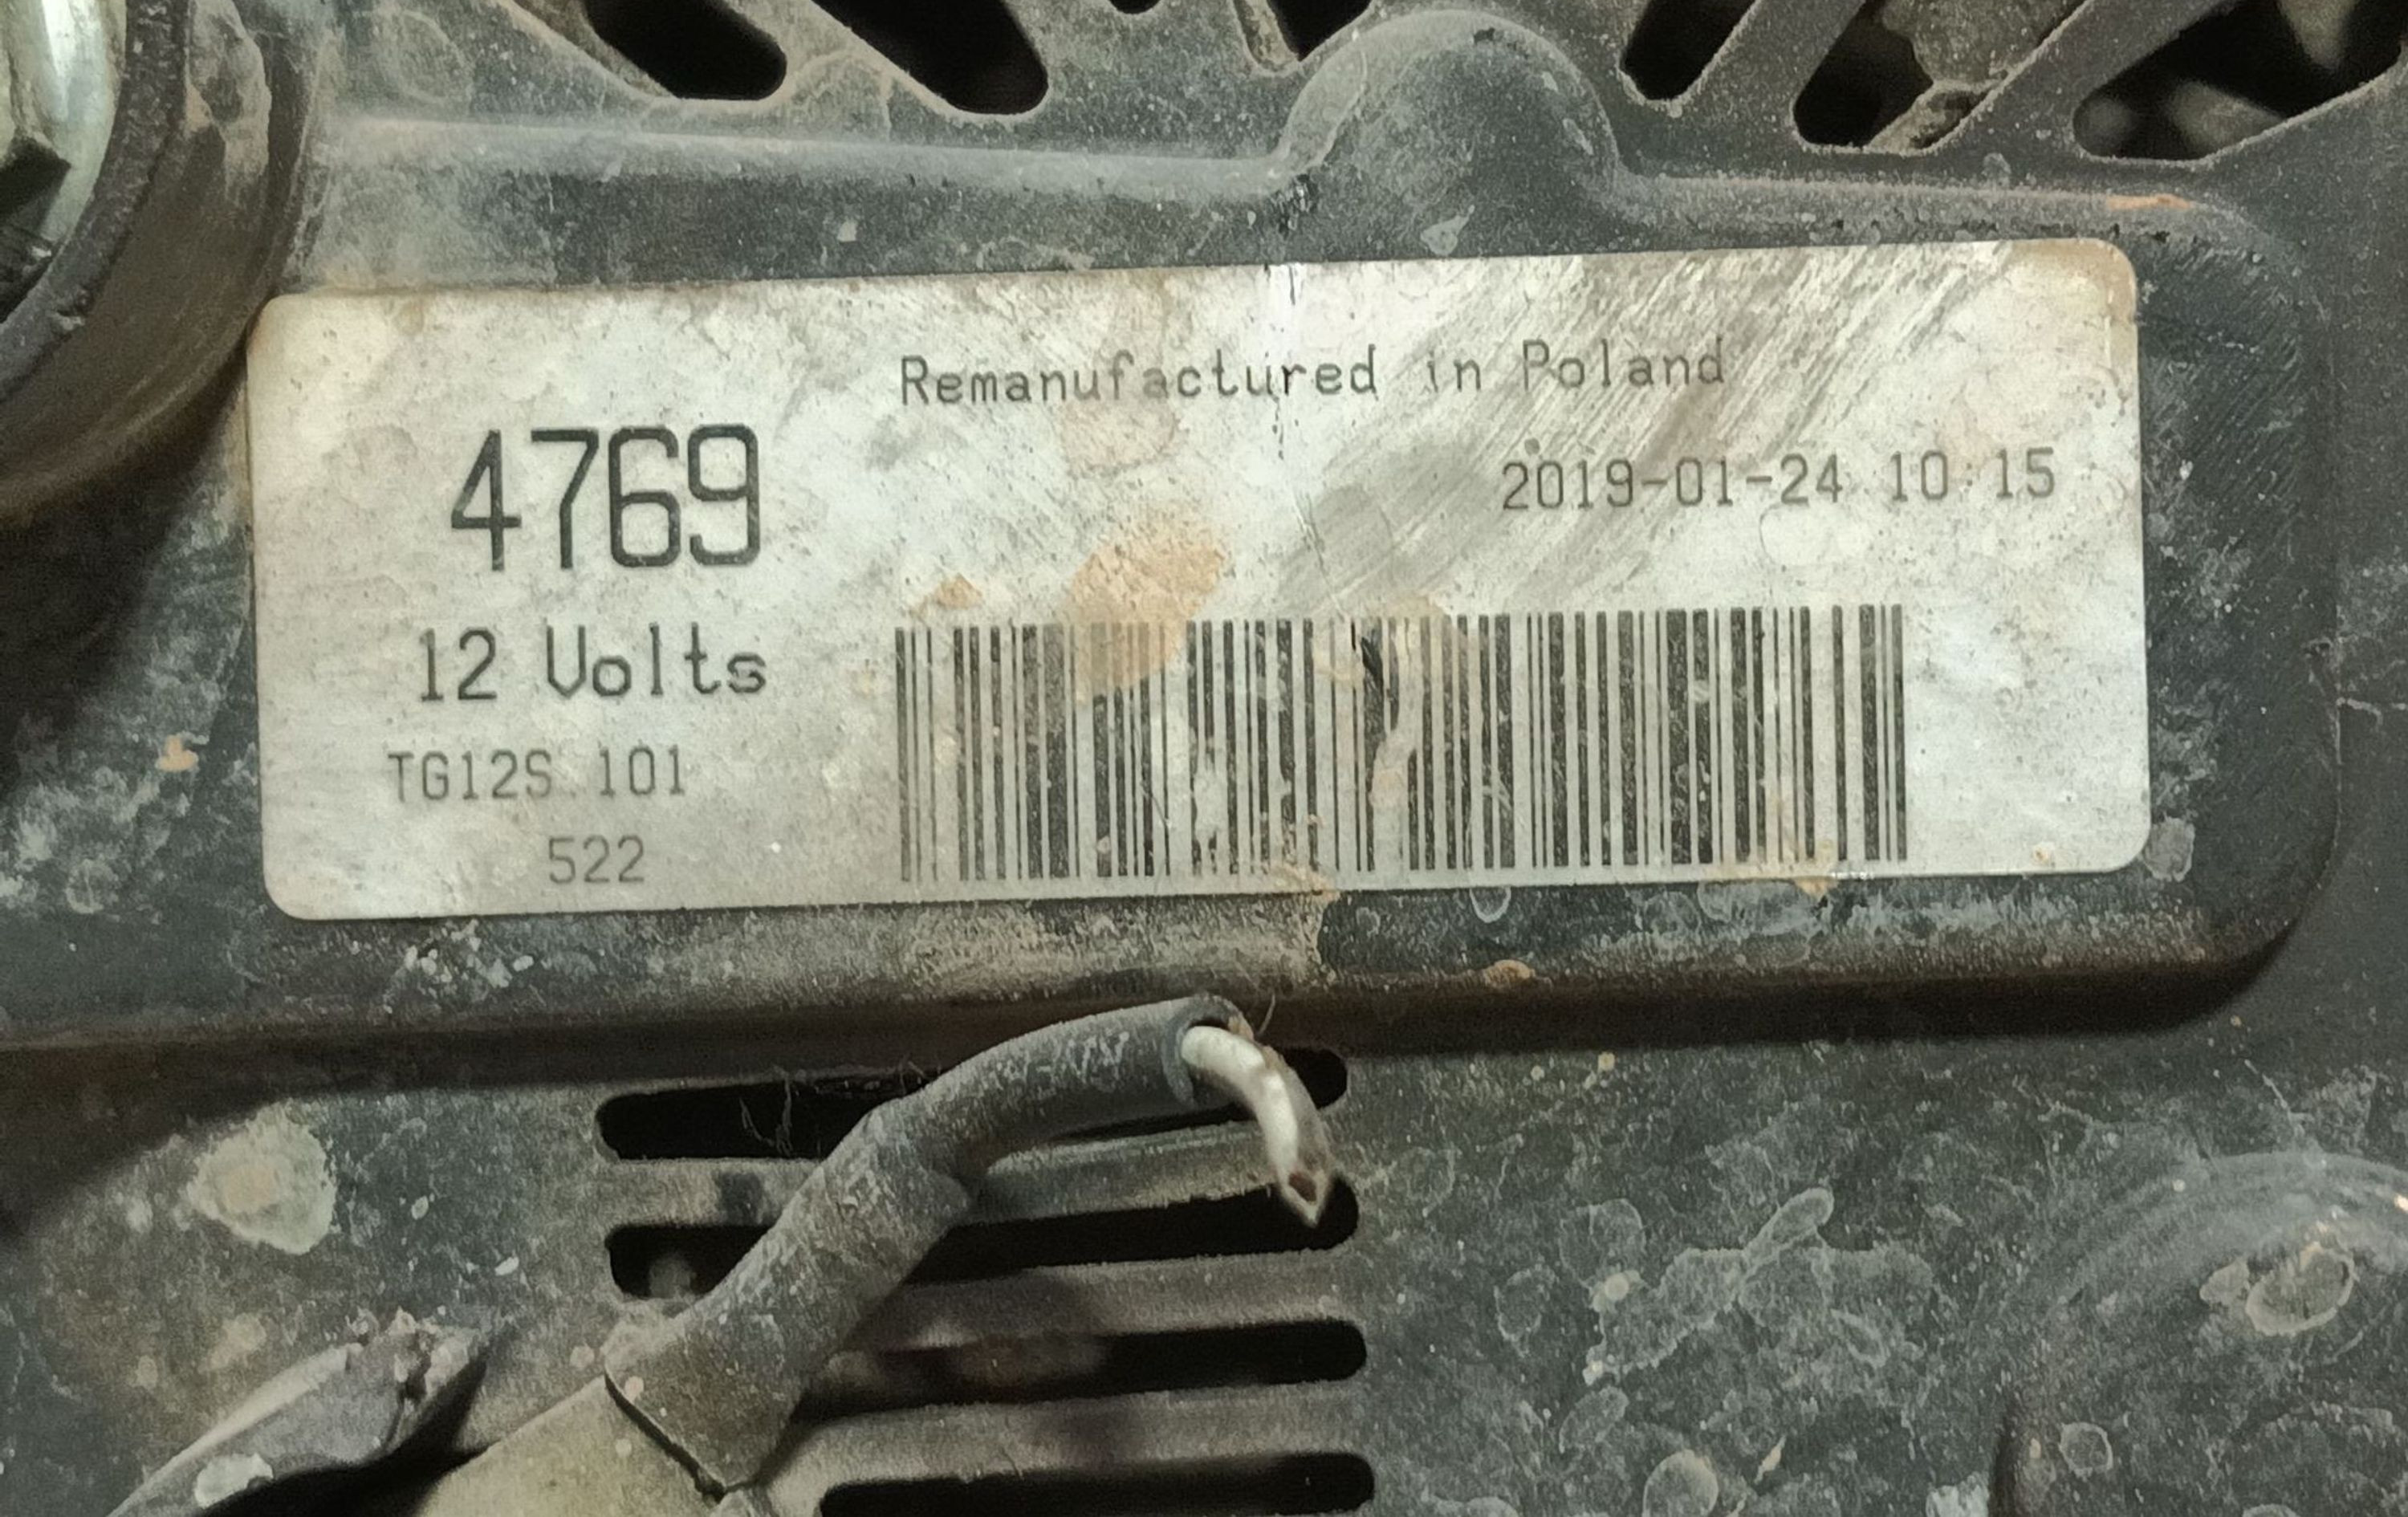 Remanufactured in Poland
4769
2019-01-24 10:15
12 Volts
TG12S 101
522